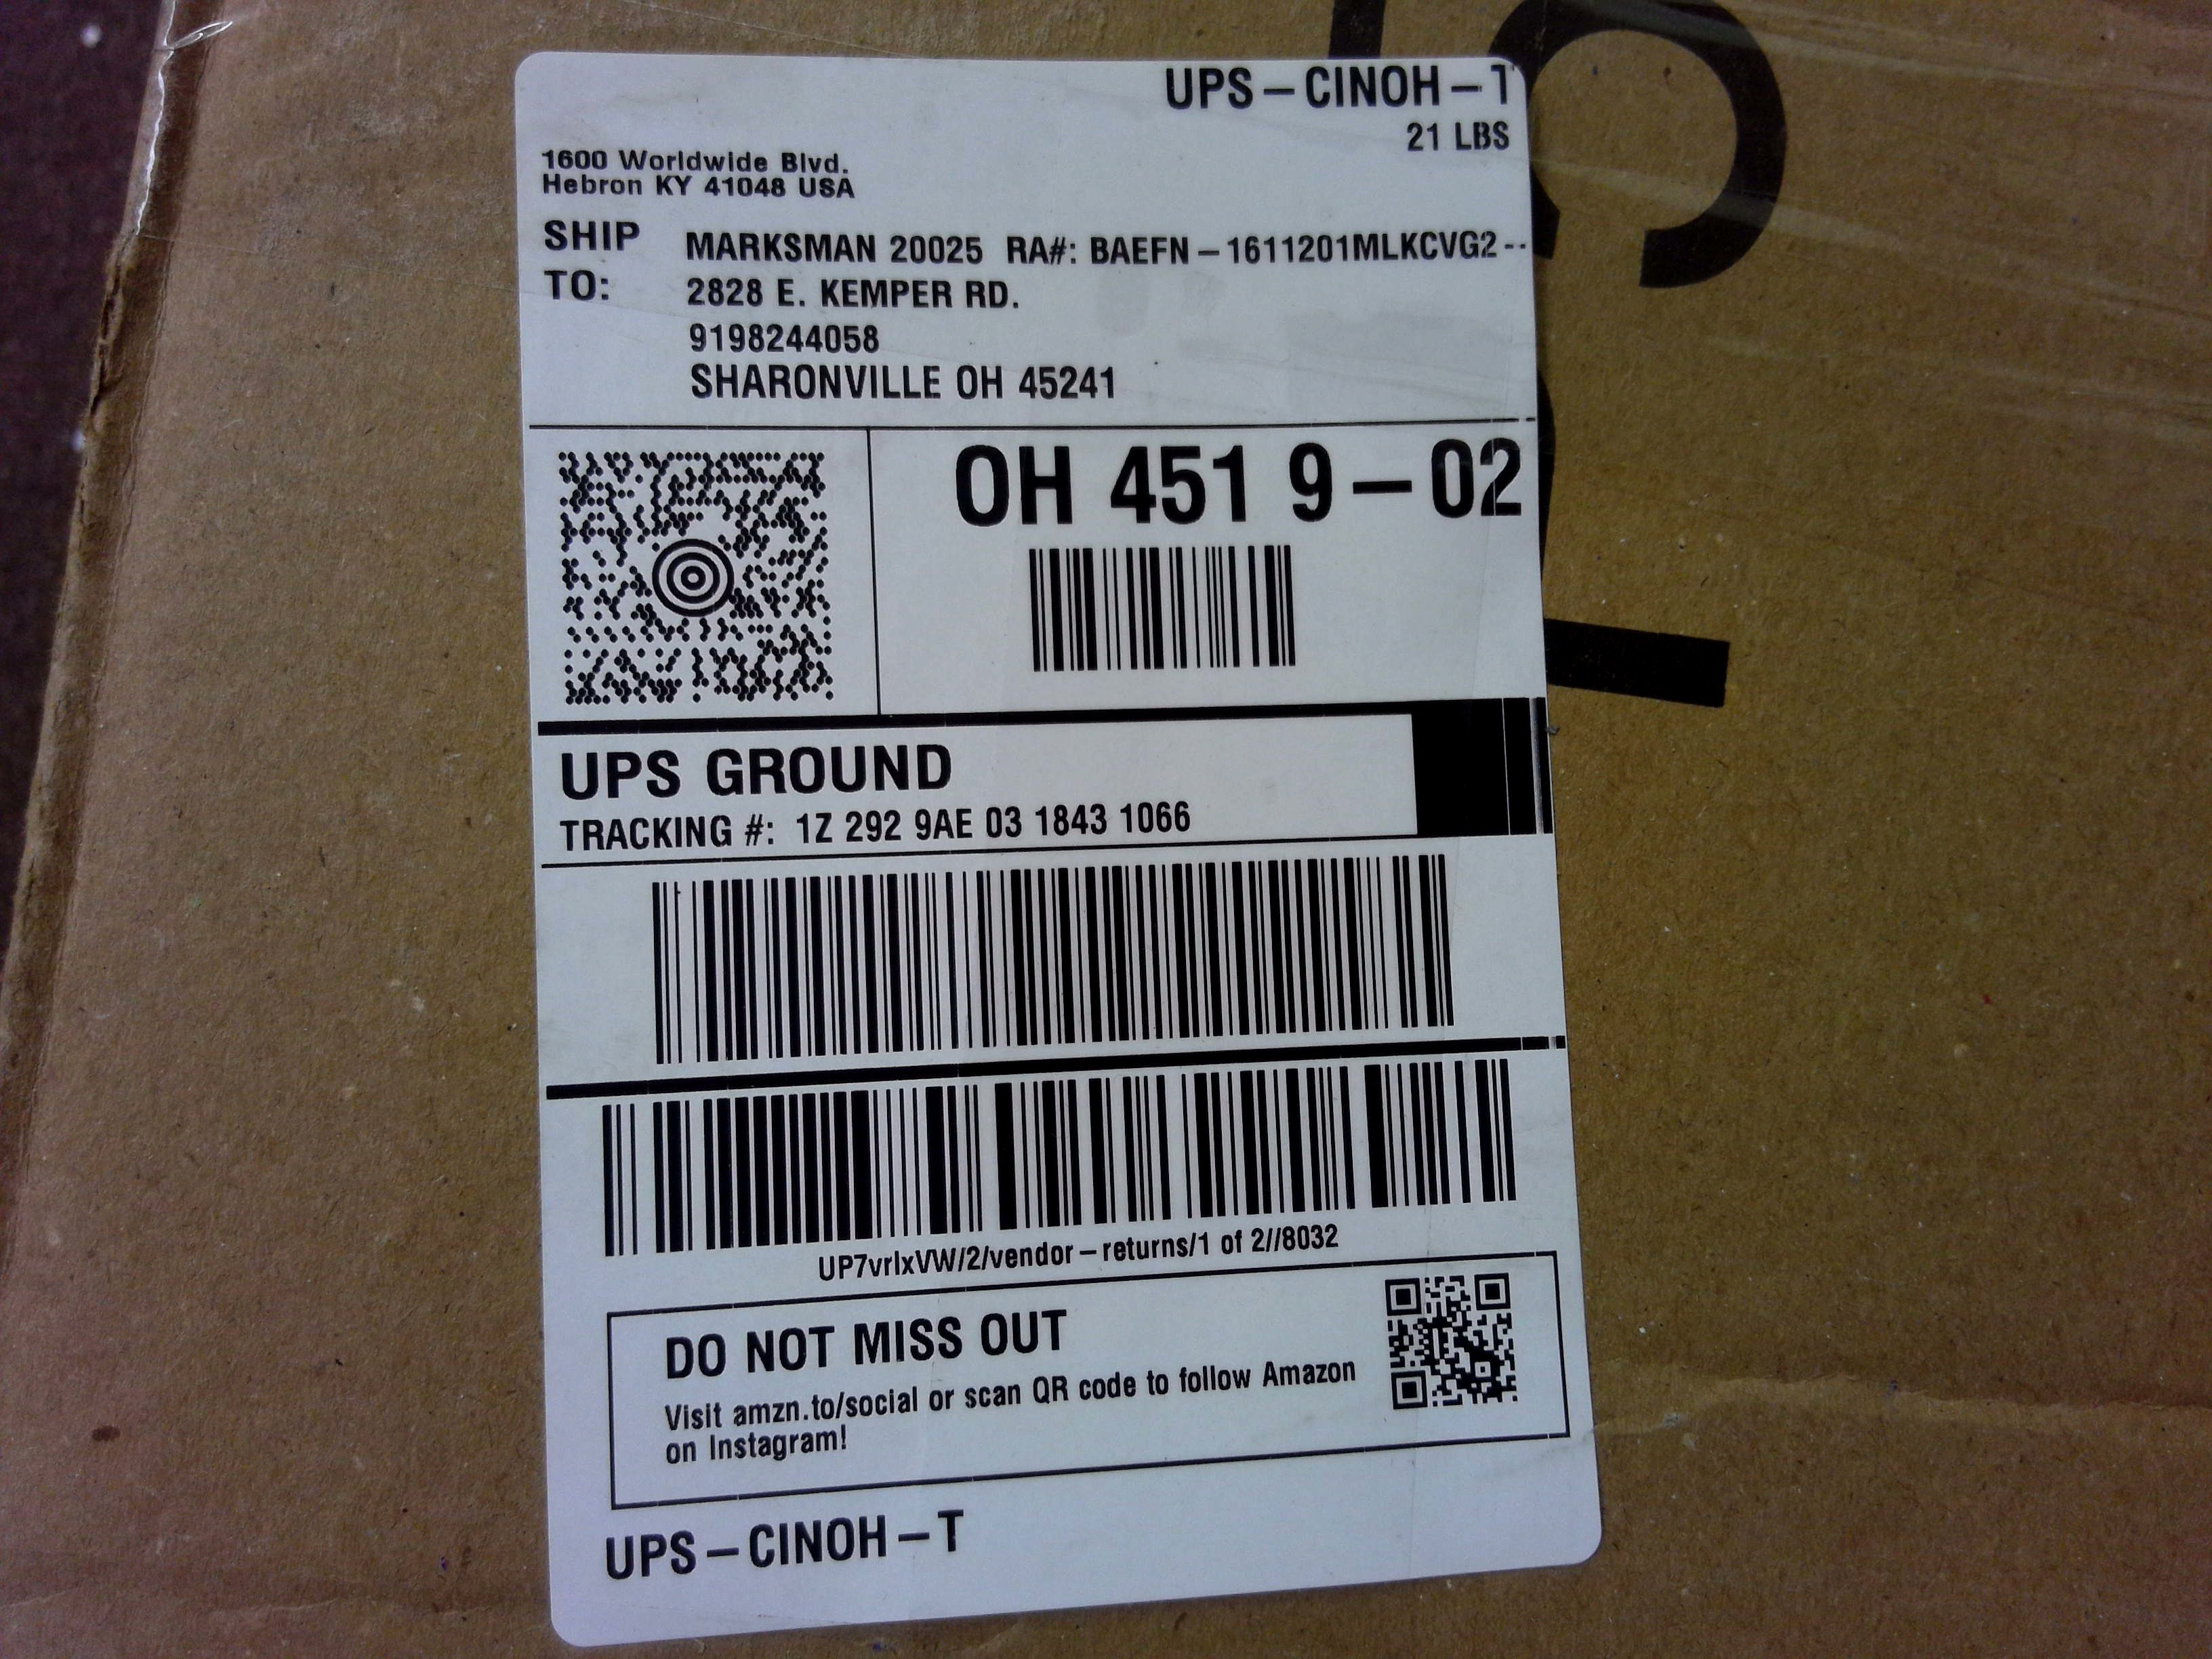 UPS – CINOH – T
21 LBS
1600 Worldwide Blvd.
Hebron KY 41048 USA
SHIP TO:
MARKSMAN 20025 RA#: BAEFN – 1611201MLKCVG2 --
2828 E. KEMPER RD.
9198244058
SHARONVILLE OH 45241
OH 451 9 – 02
UPS GROUND
TRACKING #: 1Z 292 9AE 03 1843 1066
UP7vrlxVW/2/vendor – returns/1 of 2//8032
DO NOT MISS OUT
Visit amzn.to/social or scan QR code to follow Amazon
on Instagram!
UPS – CINOH – T